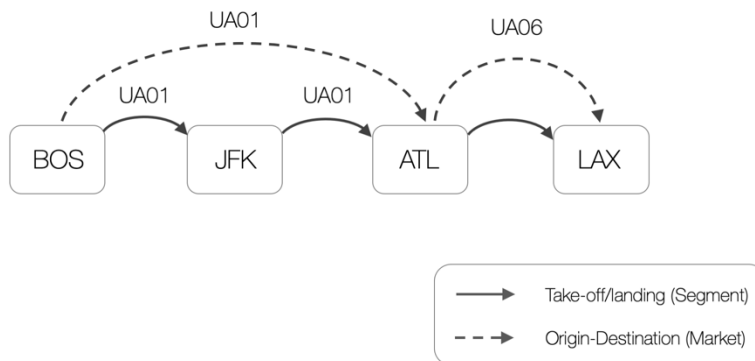 UA01
UA06
UA01
UA01
BOS
JFK
ATL
LAX
Take-off/landing (Segment)
Origin-Destination (Market)